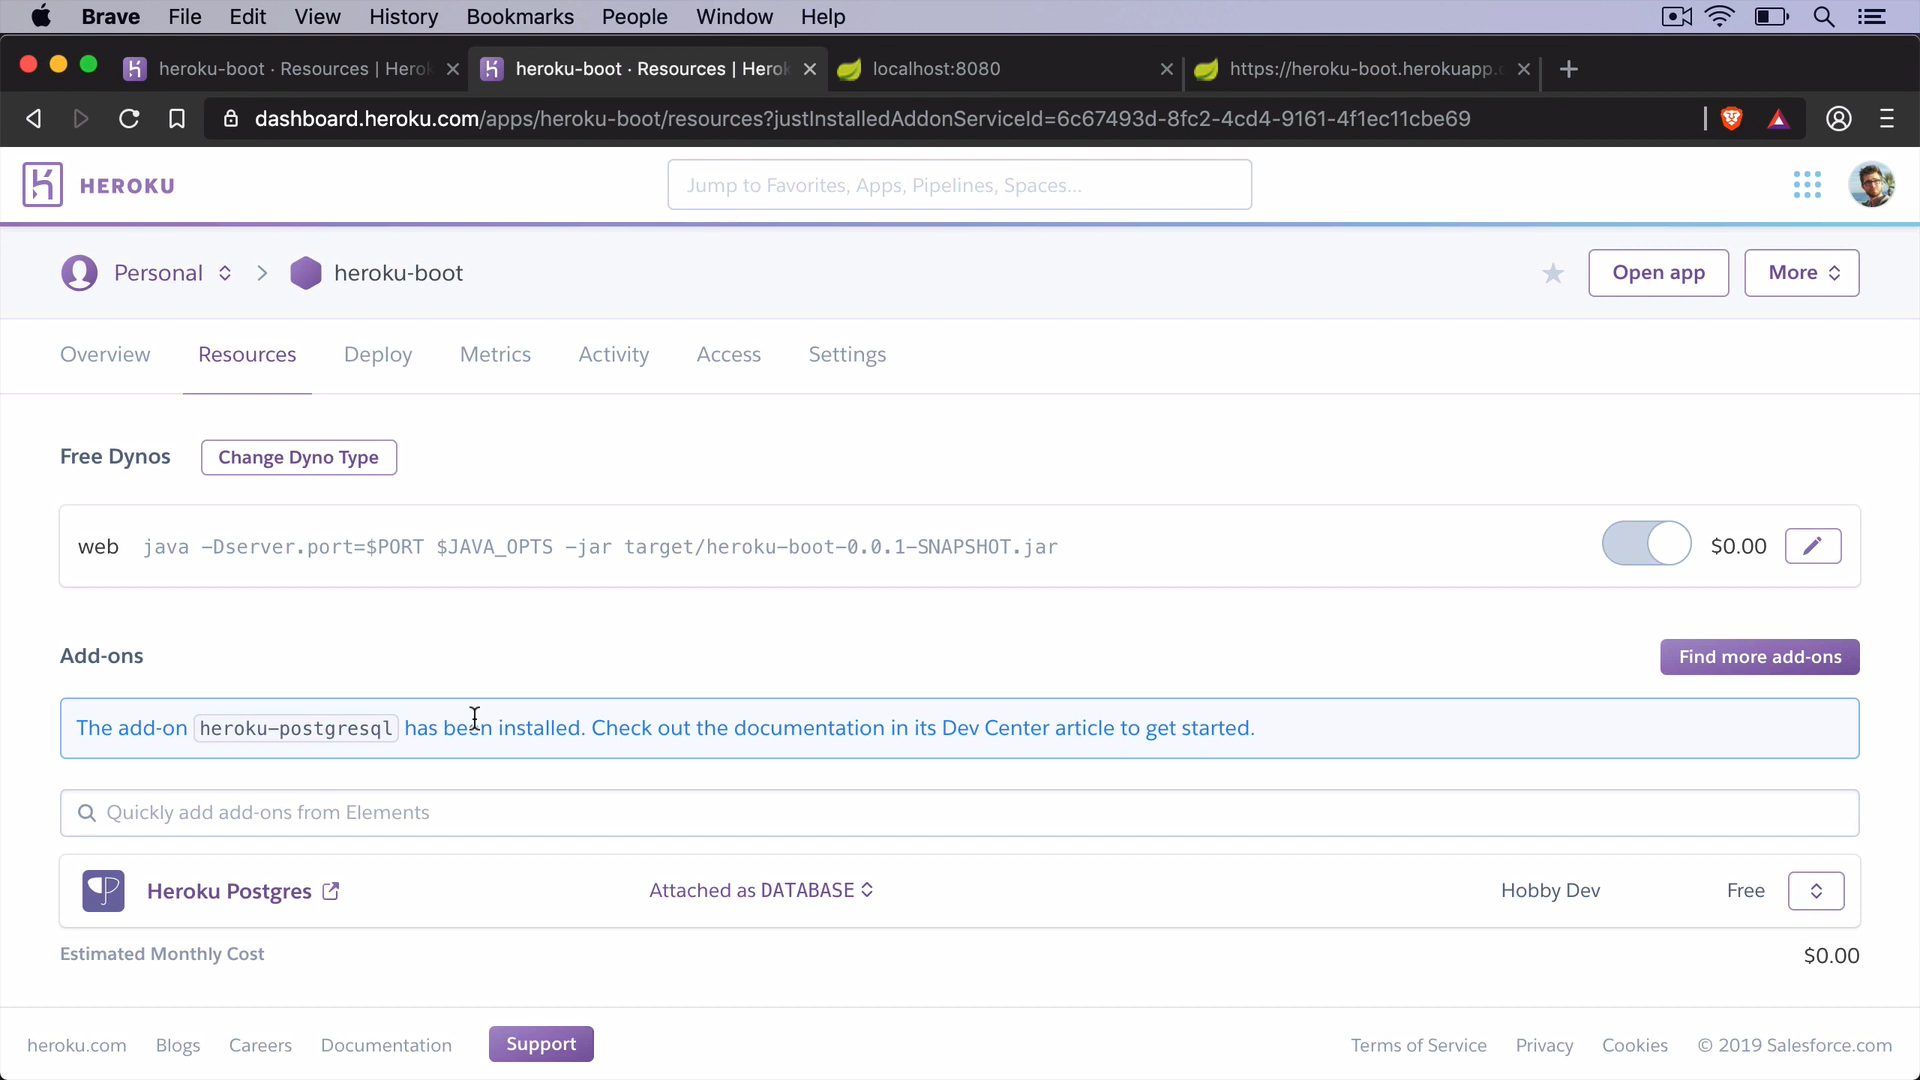 Brave File Edit View History Bookmarks People Window Help
heroku-boot · Resources | Herok
heroku-boot · Resources | Herok
localhost:8080
https://heroku-boot.herokuapp.c
dashboard.heroku.com/apps/heroku-boot/resources?justInstalledAddonServiceId=6c67493d-8fc2-4cd4-9161-4f1ec11cbe69
HEROKU
Jump to Favorites, Apps, Pipelines, Spaces...
Personal > heroku-boot
Open app
More
Overview Resources Deploy Metrics Activity Access Settings
Free Dynos
Change Dyno Type
web java -Dserver.port=$PORT $JAVA_OPTS -jar target/heroku-boot-0.0.1-SNAPSHOT.jar
$0.00
Add-ons
Find more add-ons
The add-on heroku-postgresql has been installed. Check out the documentation in its Dev Center article to get started.
Quickly add add-ons from Elements
Heroku Postgres
Attached as DATABASE
Hobby Dev
Free
Estimated Monthly Cost
$0.00
heroku.com Blogs Careers Documentation Support
Terms of Service Privacy Cookies © 2019 Salesforce.com